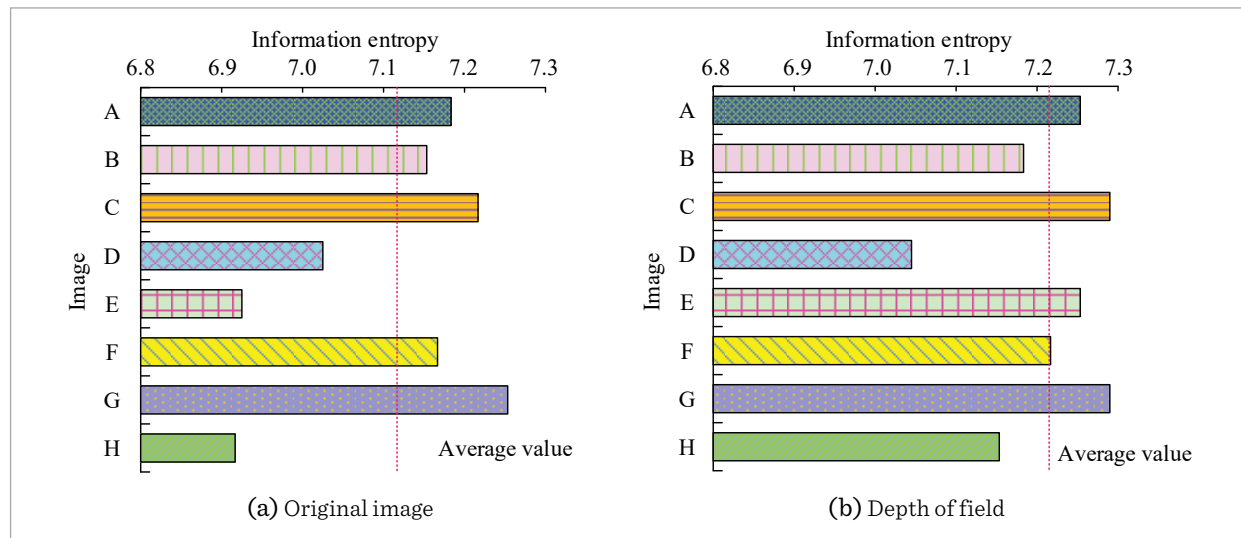 Information entropy
6.8 6.9 7.0 7.1 7.2 7.3
A
B
C
D
E
F
G
H
Image
Average value
(a) Original image
Information entropy
6.8 6.9 7.0 7.1 7.2 7.3
A
B
C
D
E
F
G
H
Image
Average value
(b) Depth of field